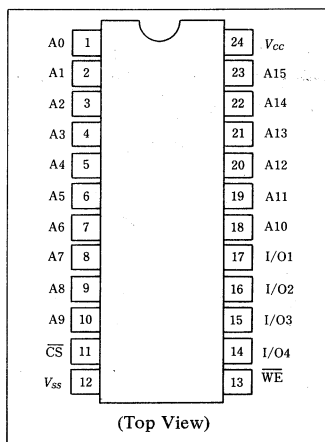 A0 1 24 Vcc
A1 2 23 A15
A2 3 22 A14
A3 4 21 A13
A4 5 20 A12
A5 6 19 A11
A6 7 18 A10
A7 8 17 I/O1
A8 9 16 I/O2
A9 10 15 I/O3
C̅S̅ 11 14 I/O4
Vss 12 13 W̅E̅
(Top View)